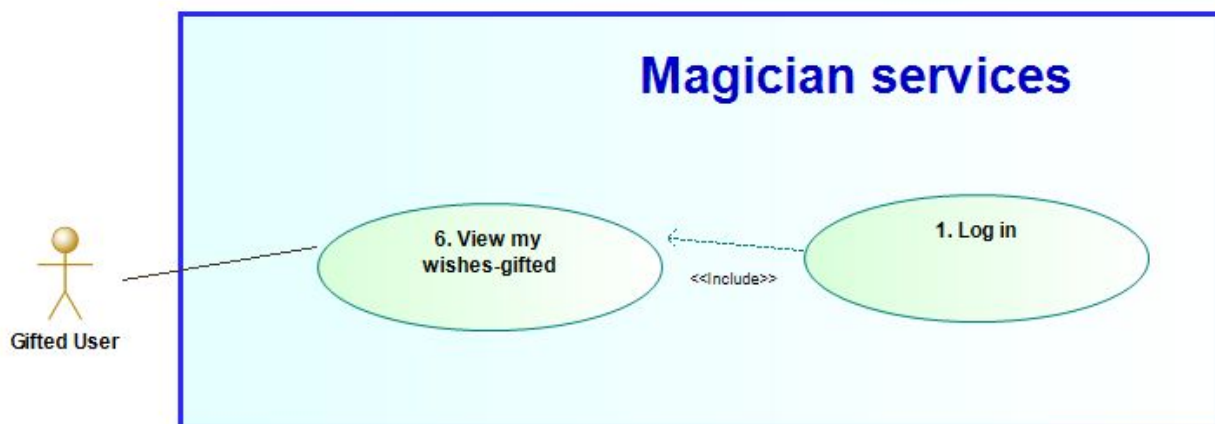 Magician services
6. View my
wishes-gifted
1. Log in
<<Include>>
Gifted User